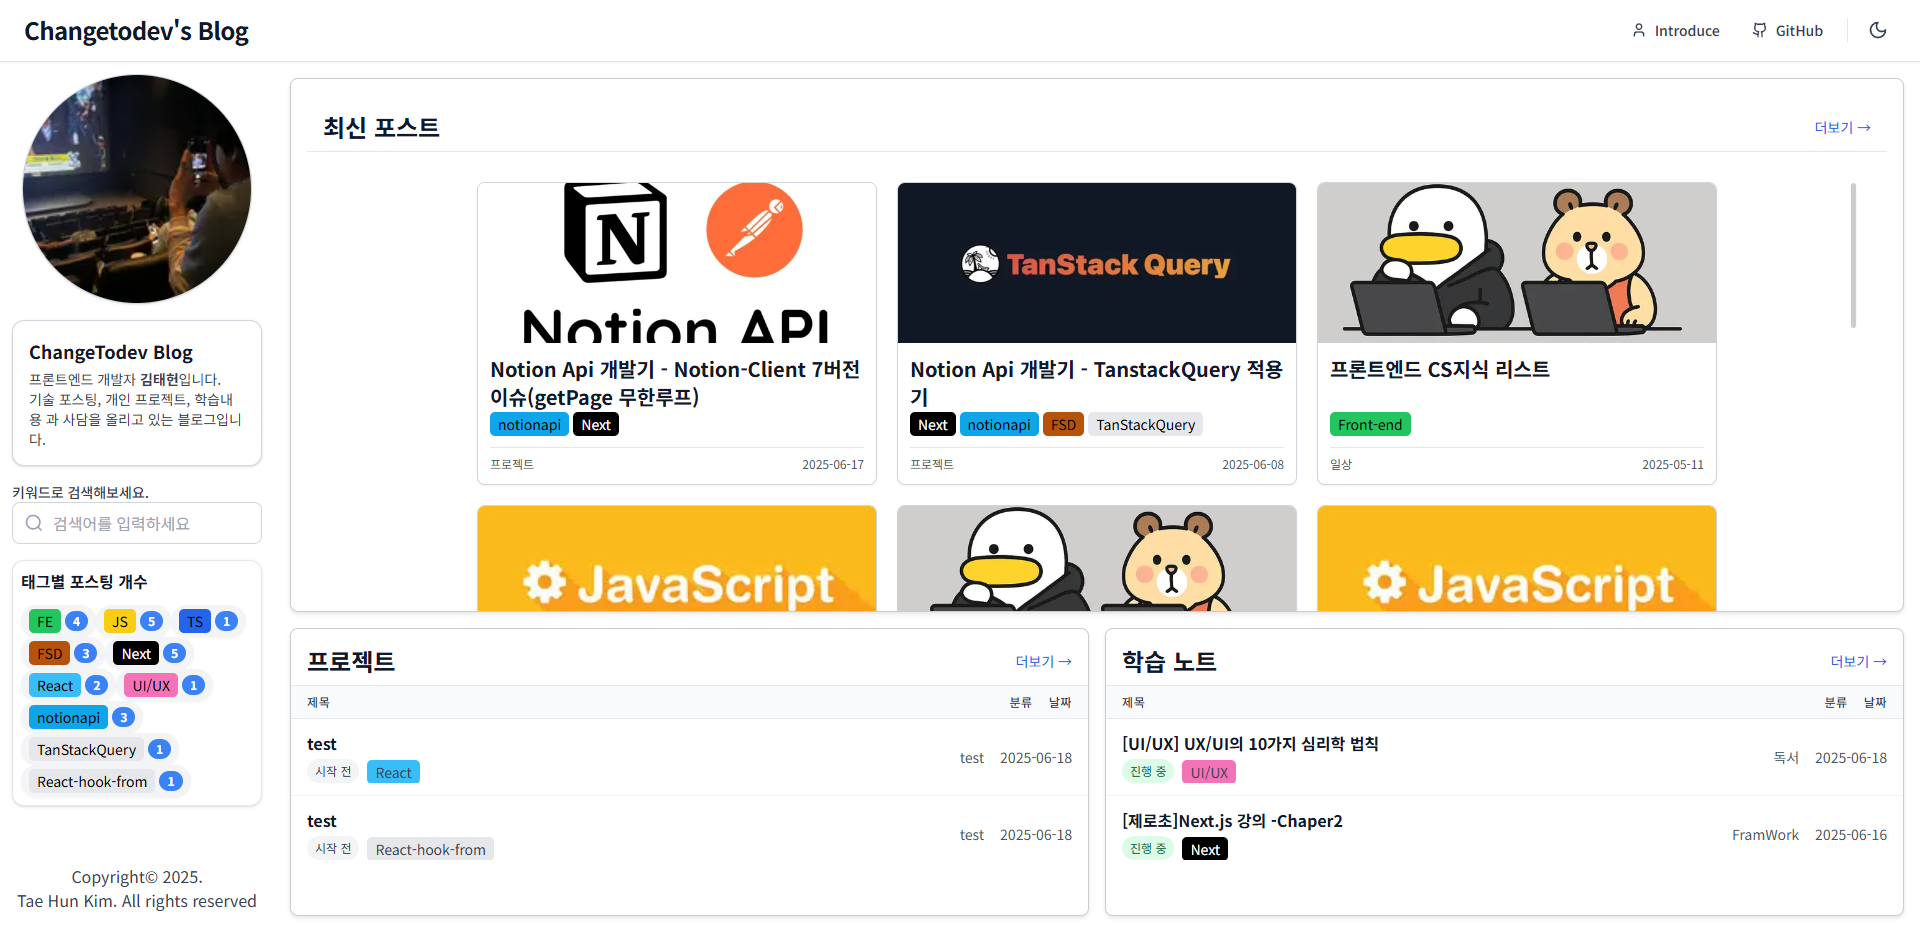 Changetodev's Blog
Introduce
GitHub
ChangeTodev Blog
프론트엔드 개발자 김태헌입니다.
기술 포스팅, 개인 프로젝트, 학습내
용 과 사담을 올리고 있는 블로그입니
다.
키워드로 검색해보세요.
검색어를 입력하세요
태그별 포스팅 개수
FE 4 JS 5 TS 1
FSD 3 Next 5
React 2 UI/UX 1
notionapi 3
TanStackQuery 1
React-hook-from 1
Copyright© 2025.
Tae Hun Kim. All rights reserved
최신 포스트
더보기 →
N
Notion API
Notion Api 개발기 - Notion-Client 7버전
이슈(getPage 무한루프)
notionapi Next
프로젝트 2025-06-17
TanStack Query
Notion Api 개발기 - TanstackQuery 적용
기
Next notionapi FSD TanStackQuery
프로젝트 2025-06-08
프론트엔드 CS지식 리스트
Front-end
일상 2025-05-11
JavaScript
JavaScript
프로젝트
더보기 →
제목 분류 날짜
test
시작 전 React
test 2025-06-18
test
시작 전 React-hook-from
test 2025-06-18
학습 노트
더보기 →
제목 분류 날짜
[UI/UX] UX/UI의 10가지 심리학 법칙
진행 중 UI/UX
독서 2025-06-18
[제로초]Next.js 강의 -Chaper2
진행 중 Next
FramWork 2025-06-16